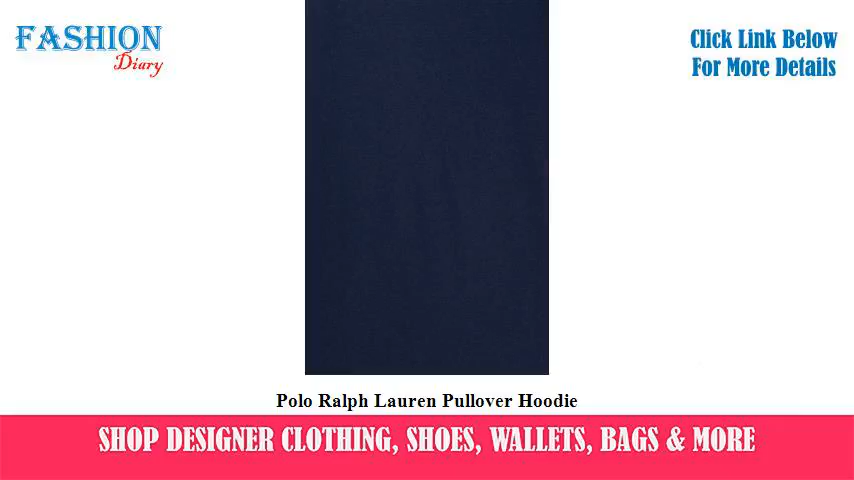 FASHION
Diary
Click Link Below
For More Details
Polo Ralph Lauren Pullover Hoodie
SHOP DESIGNER CLOTHING, SHOES, WALLETS, BAGS & MORE